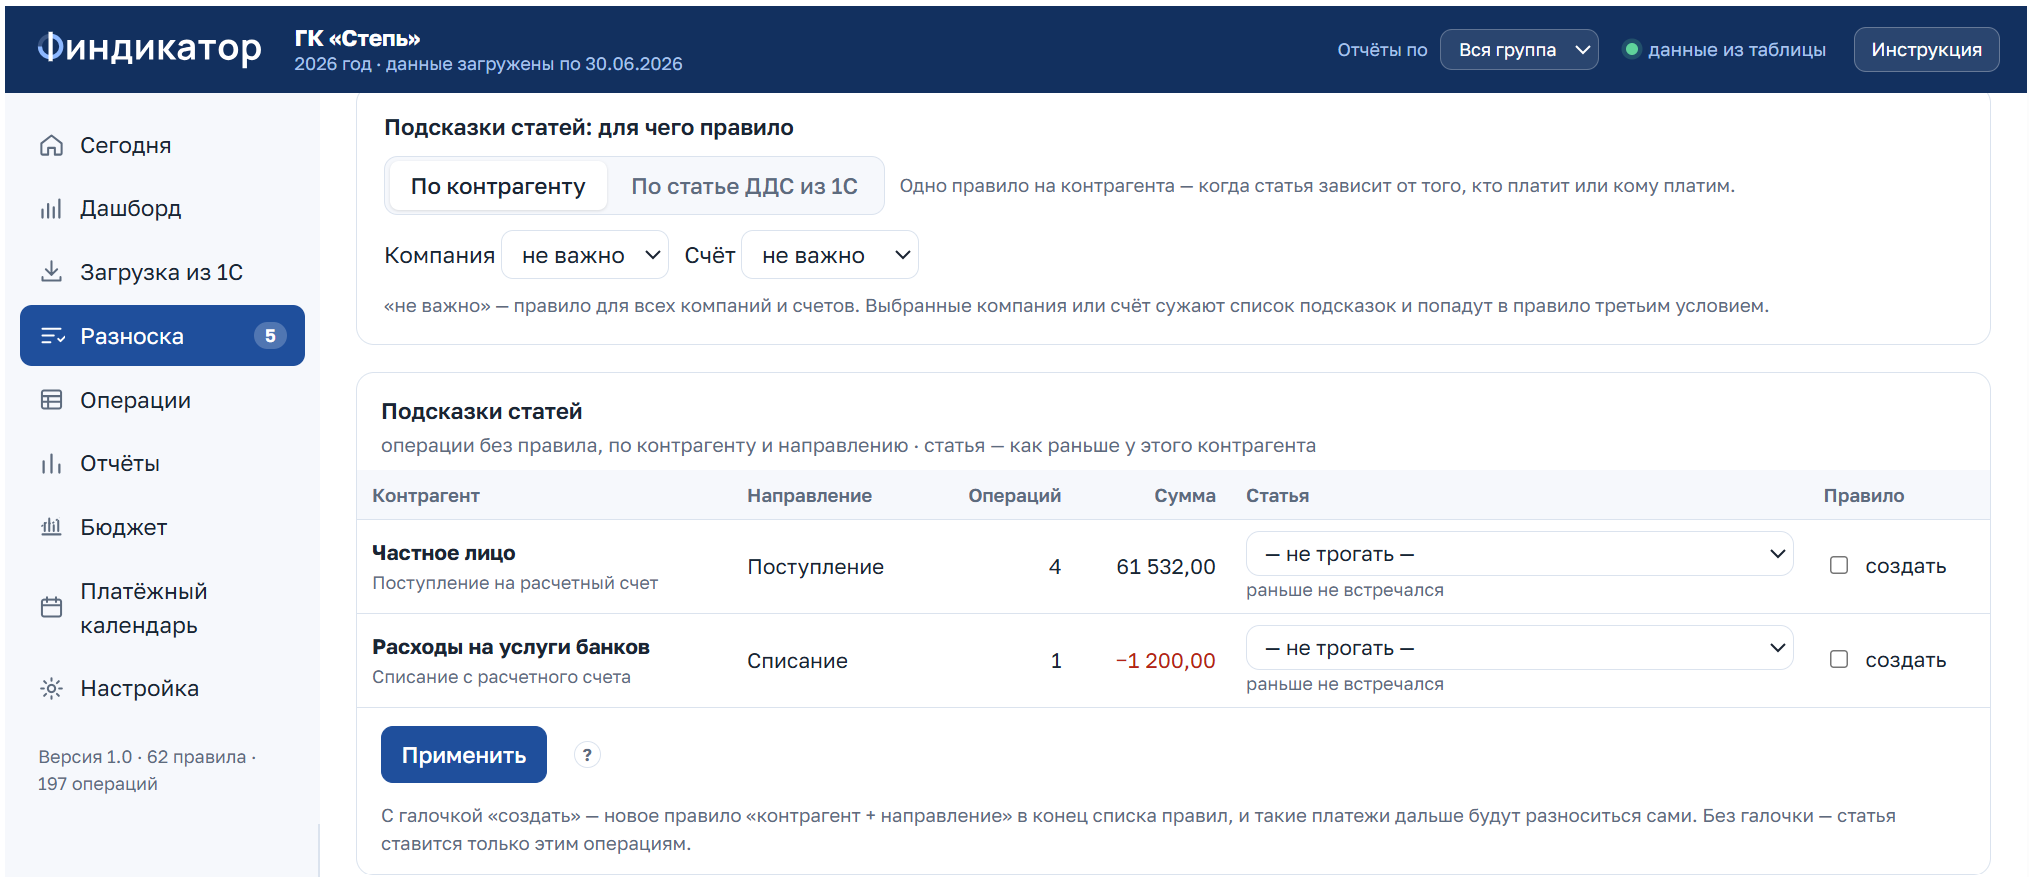 Финдикатор
ГК «Степь»
2026 год · данные загружены по 30.06.2026
Отчёты по
Вся группа
данные из таблицы
Инструкция
Сегодня
Дашборд
Загрузка из 1С
Разноска
5
Операции
Отчёты
Бюджет
Платёжный
календарь
Настройка
Версия 1.0 · 62 правила ·
197 операций
Подсказки статей: для чего правило
По контрагенту
По статье ДДС из 1С
Одно правило на контрагента — когда статья зависит от того, кто платит или кому платим.
Компания
не важно
Счёт
не важно
«не важно» — правило для всех компаний и счетов. Выбранные компания или счёт сужают список подсказок и попадут в правило третьим условием.
Подсказки статей
операции без правила, по контрагенту и направлению · статья — как раньше у этого контрагента
Контрагент Направление Операций Сумма Статья Правило
Частное лицо
Поступление на расчетный счет
Поступление
4
61 532,00
— не трогать —
раньше не встречался
создать
Расходы на услуги банков
Списание с расчетного счета
Списание
1
−1 200,00
— не трогать —
раньше не встречался
создать
Применить
?
С галочкой «создать» — новое правило «контрагент + направление» в конец списка правил, и такие платежи дальше будут разноситься сами. Без галочки — статья
ставится только этим операциям.